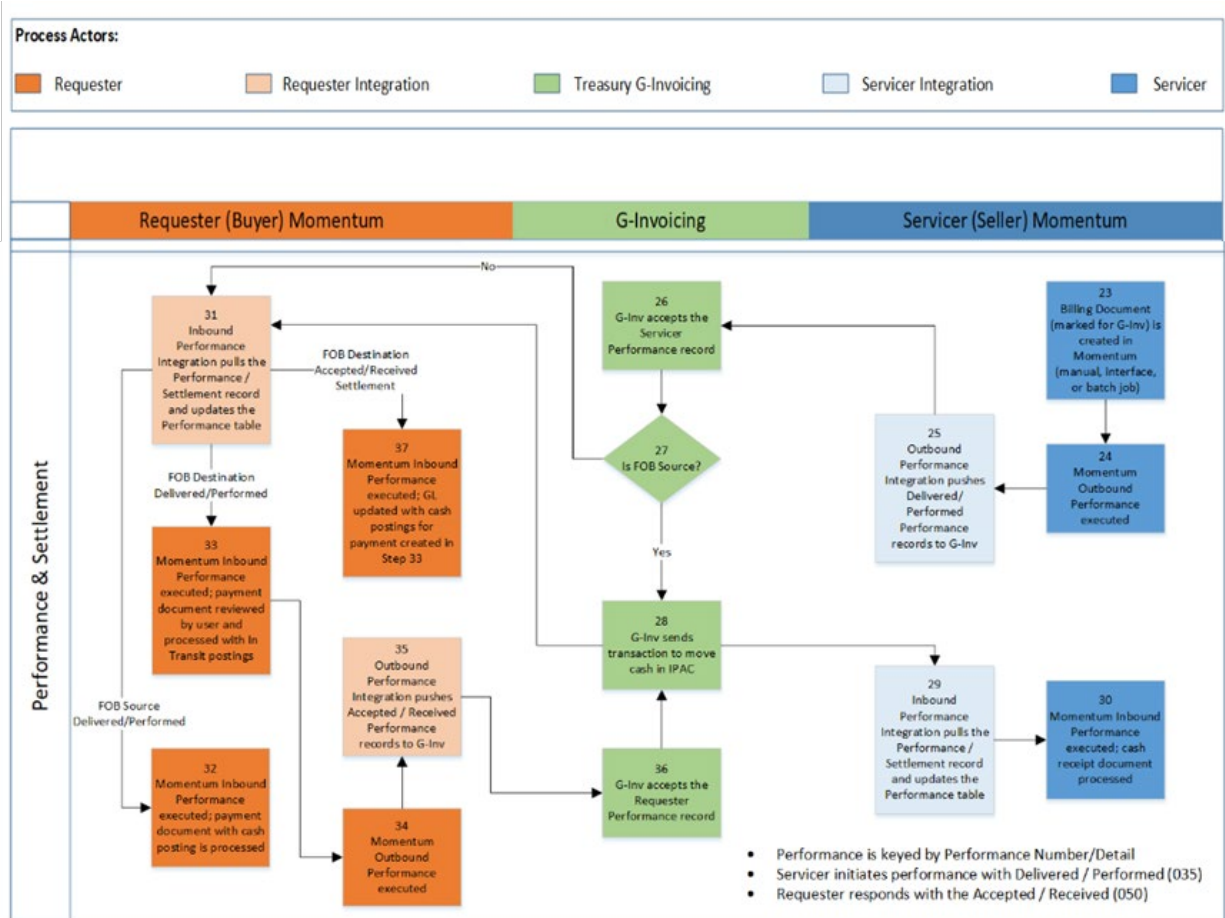 Process Actors:
Requester
Requester Integration
Treasury G-Invoicing
Servicer Integration
Servicer
Requester (Buyer) Momentum
G-Invoicing
Servicer (Seller) Momentum
Performance & Settlement
No
31
Inbound
Performance
Integration pulls the
Performance /
Settlement record
and updates the
Performance table
FOB Destination
Accepted/Received
Settlement
26
G-Inv accepts the
Servicer
Performance record
23
Billing Document
(marked for G-Inv) is
created in
Momentum
(manual, interface,
or batch job)
37
Momentum Inbound
Performance
executed; GL
updated with cash
postings for
payment created in
Step 33
27
Is FOB Source?
25
Outbound
Performance
Integration pushes
Delivered/
Performed
Performance
records to G-Inv
24
Momentum
Outbound
Performance
executed
FOB Destination
Delivered/Performed
33
Momentum Inbound
Performance
executed; payment
document reviewed
by user and
processed with In
Transit postings
Yes
28
G-Inv sends
transaction to move
cash in IPAC
35
Outbound
Performance
Integration pushes
Accepted / Received
Performance
records to G-Inv
29
Inbound
Performance
Integration pulls the
Performance /
Settlement record
and updates the
Performance table
30
Momentum Inbound
Performance
executed; cash
receipt document
processed
FOB Source
Delivered/Performed
32
Momentum Inbound
Performance
executed; payment
document with cash
posting is processed
34
Momentum
Outbound
Performance
executed
36
G-Inv accepts the
Requester
Performance record
• Performance is keyed by Performance Number/Detail
• Servicer initiates performance with Delivered / Performed (035)
• Requester responds with the Accepted / Received (050)